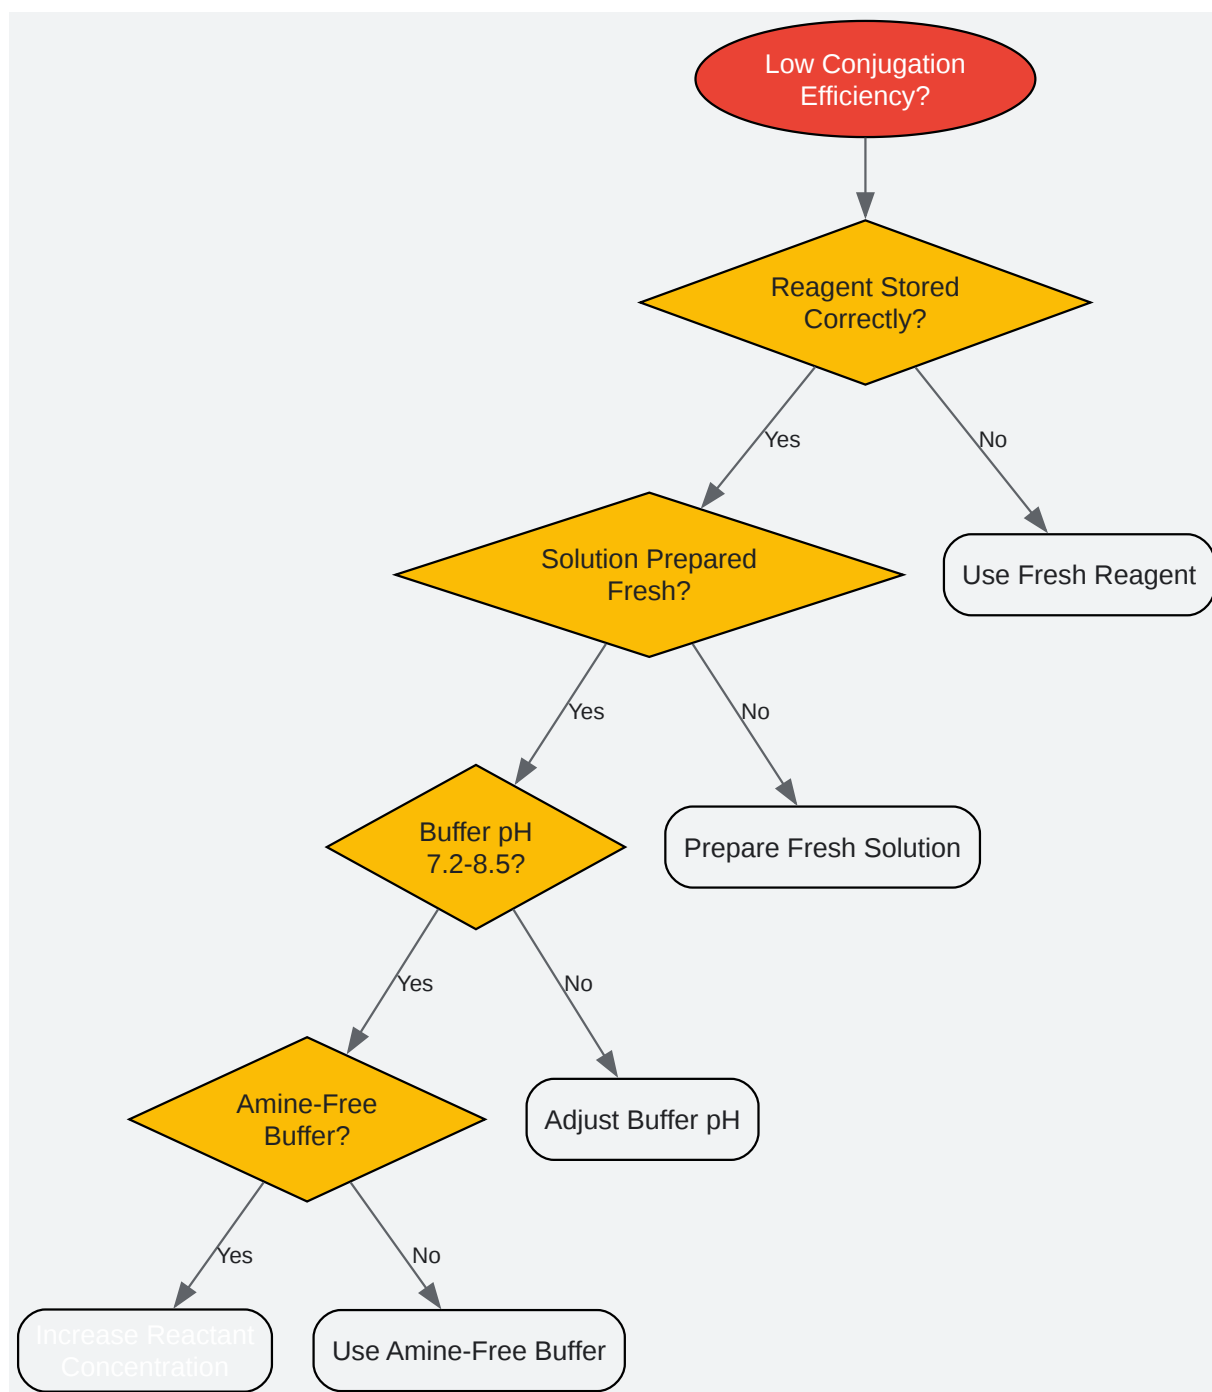 Low Conjugation
Efficiency?
Reagent Stored
Correctly?
Yes
No
Solution Prepared
Fresh?
Use Fresh Reagent
Yes
No
Buffer pH
7.2-8.5?
Prepare Fresh Solution
Yes
No
Amine-Free
Buffer?
Adjust Buffer pH
Yes
No
Increase Reactant
Concentration
Use Amine-Free Buffer